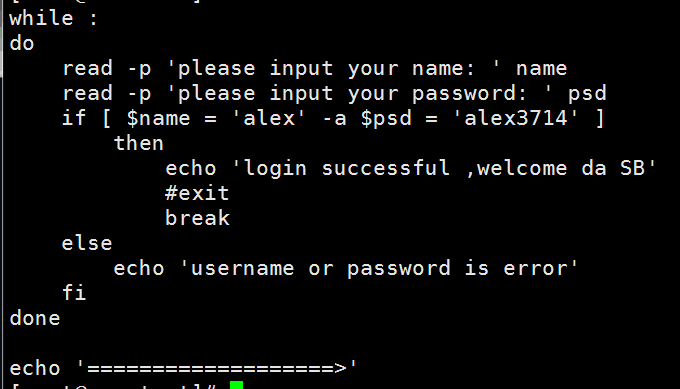 while :
do
    read -p 'please input your name: ' name
    read -p 'please input your password: ' psd
    if [ $name = 'alex' -a $psd = 'alex3714' ]
        then
            echo 'login successful ,welcome da SB'
            #exit
            break
    else
        echo 'username or password is error'
    fi
done

echo '===================>'